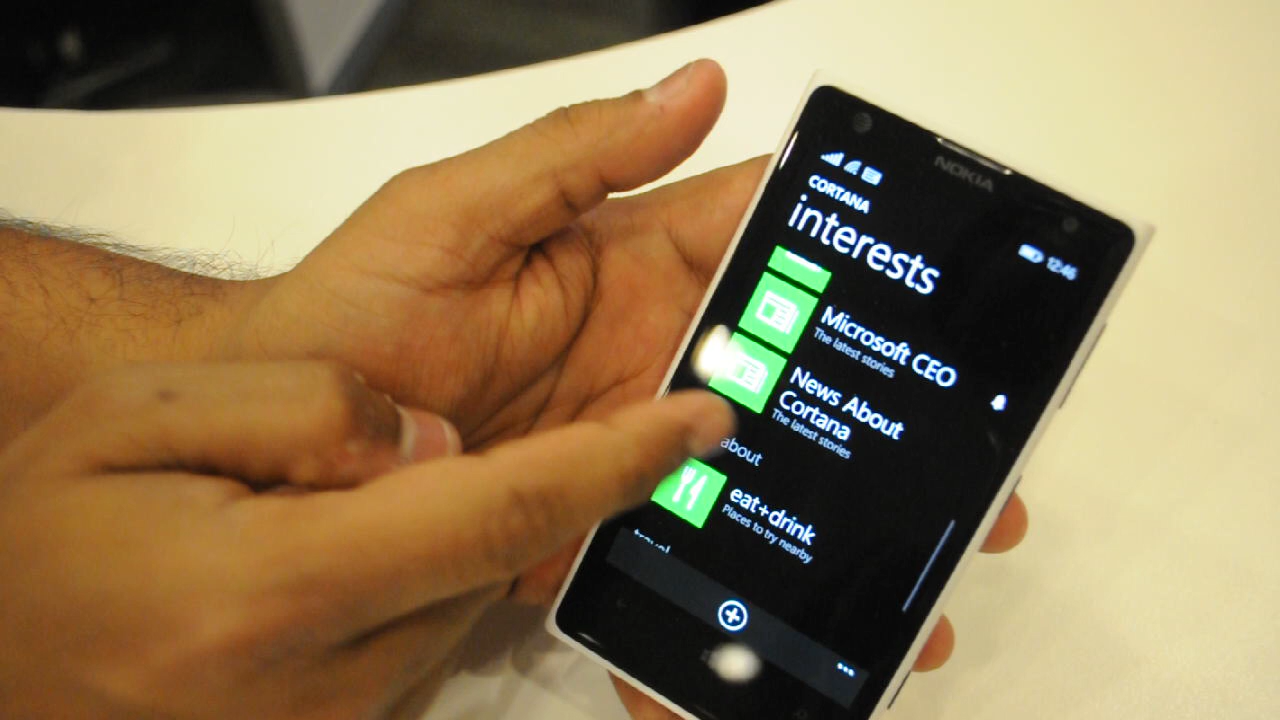 NOKIA
12:46
CORTANA
interests
Microsoft CEO
The latest stories
News About
Cortana
The latest stories
about
eat+drink
Places to try nearby
travel